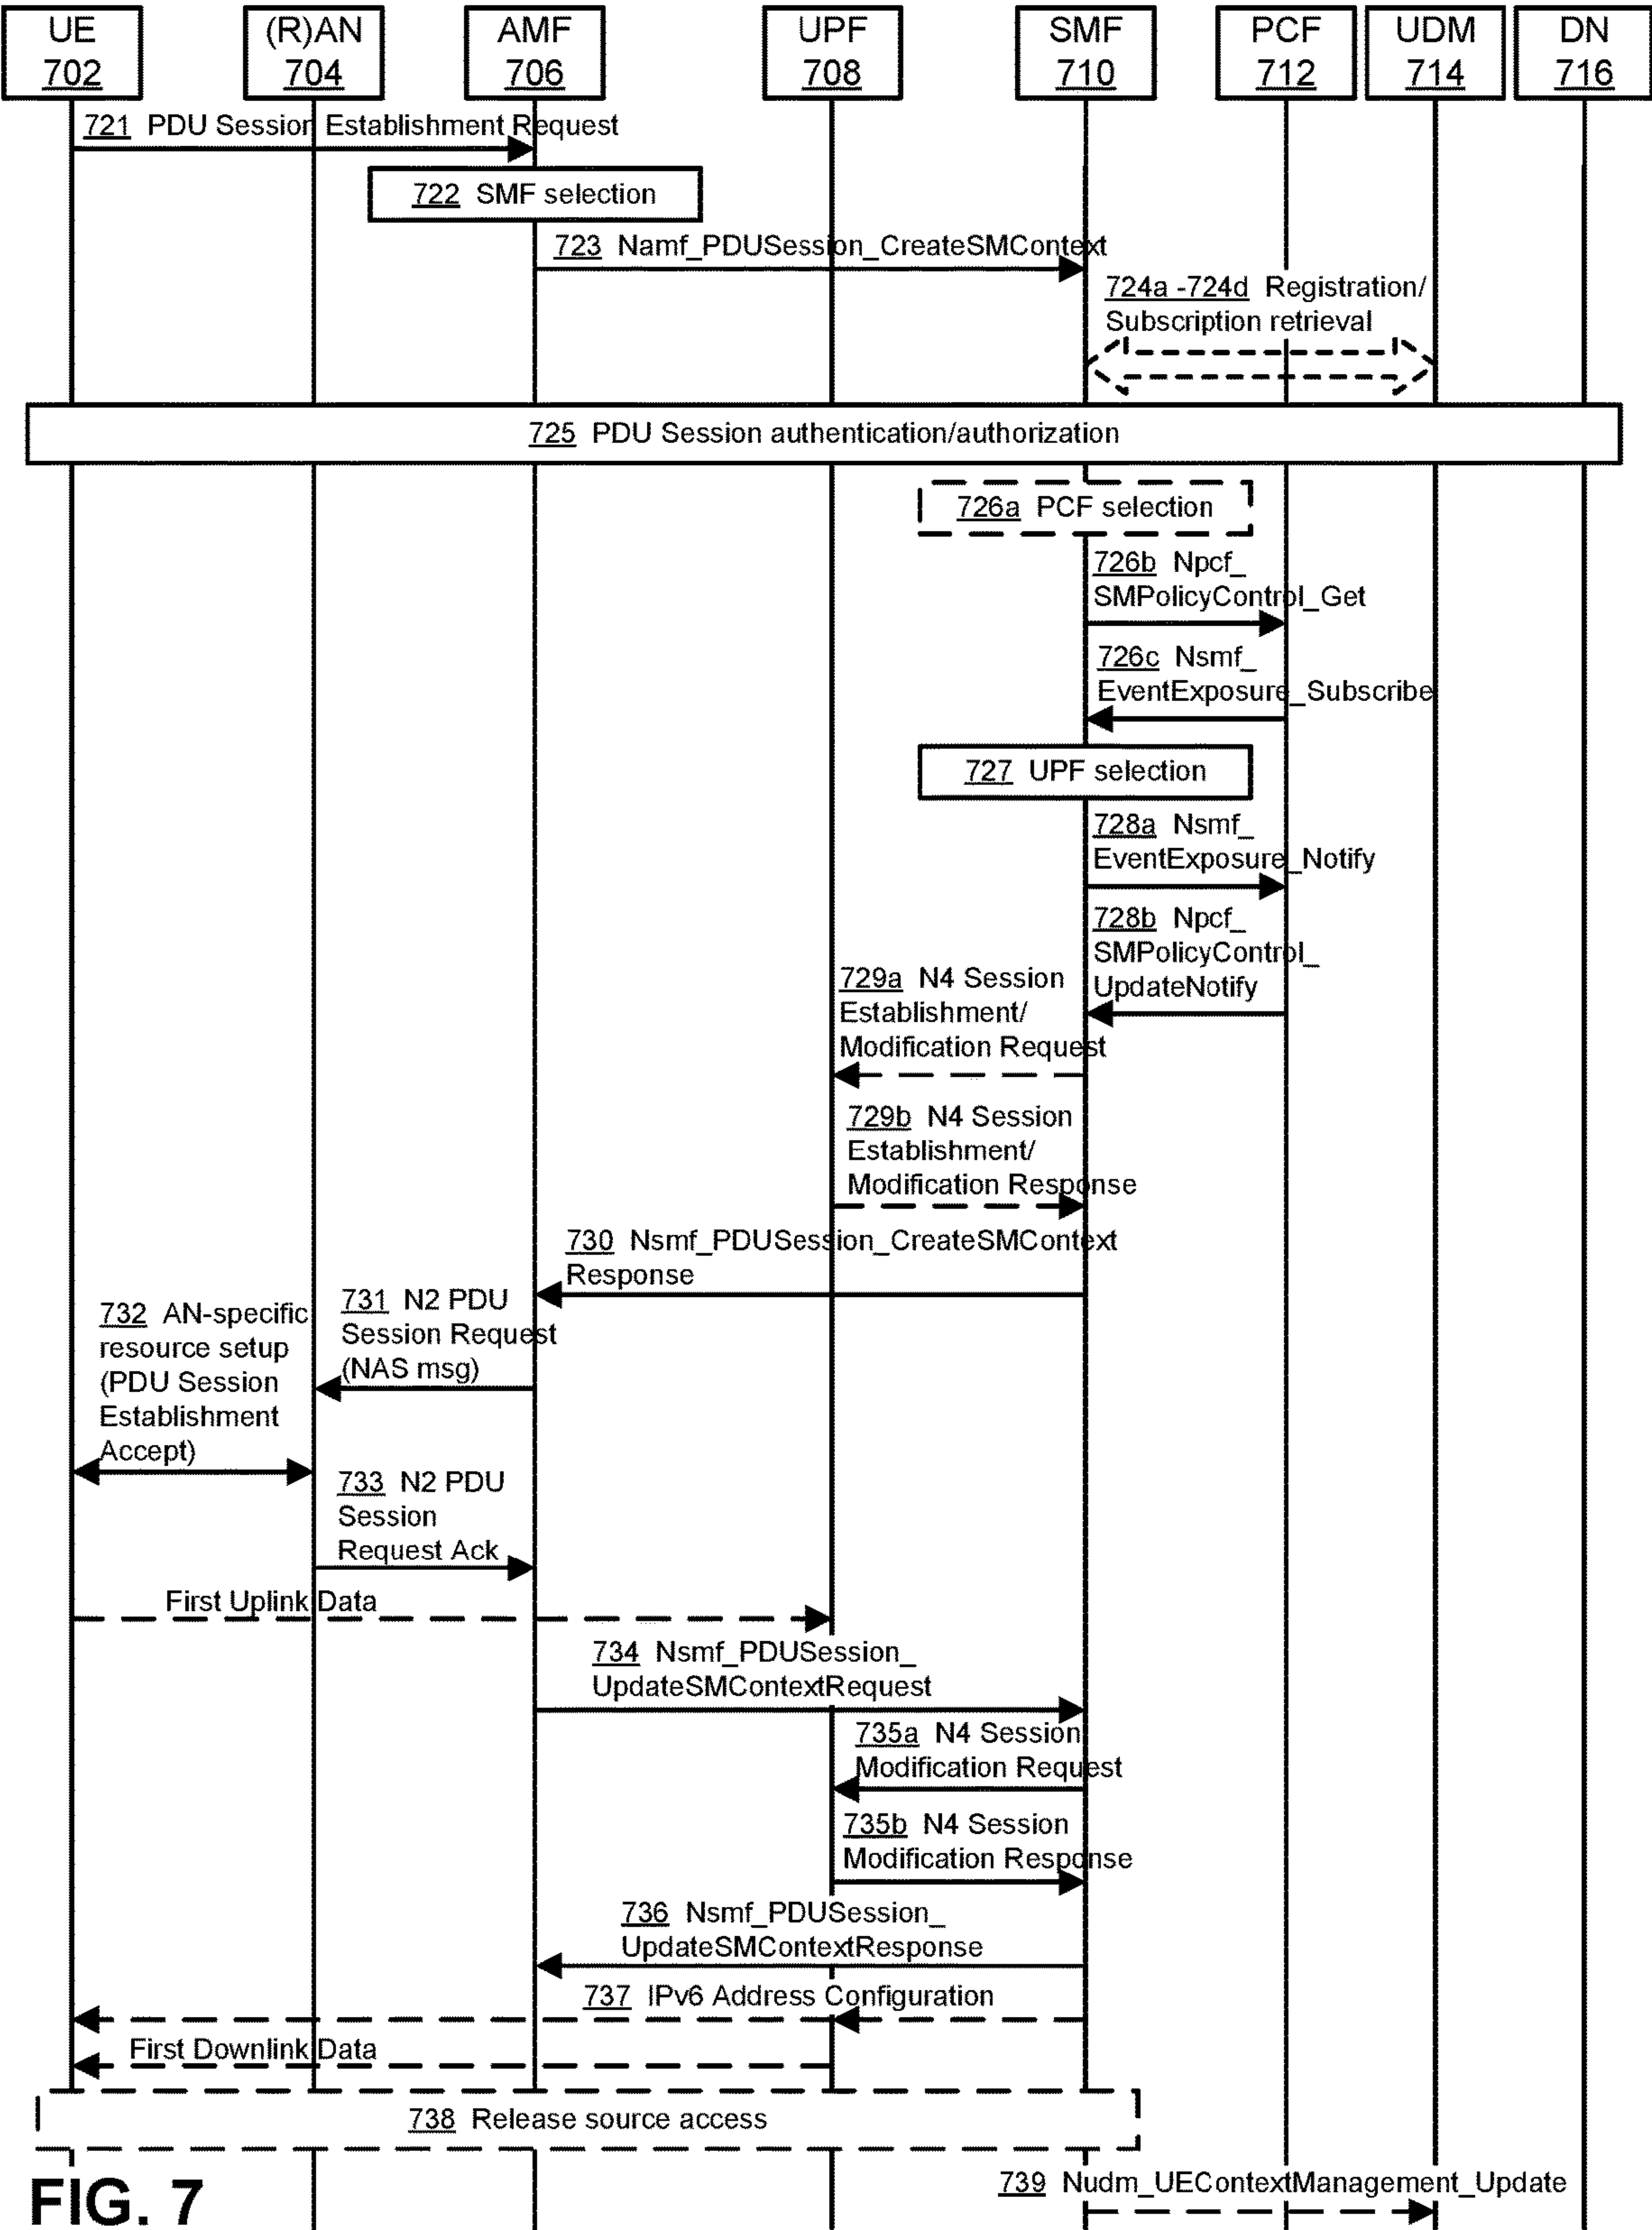 UE
702
(R)AN
704
AMF
706
UPF
708
SMF
710
PCF
712
UDM
714
DN
716
721 PDU Session Establishment Request
722 SMF selection
723 Namf_PDUSession_CreateSMContext
724a -724d Registration/
Subscription retrieval
725 PDU Session authentication/authorization
726a PCF selection
726b Npcf_
SMPolicyControl_Get
726c Nsmf_
EventExposure_Subscribe
727 UPF selection
728a Nsmf_
EventExposure_Notify
728b Npcf_
SMPolicyControl_
UpdateNotify
729a N4 Session
Establishment/
Modification Request
729b N4 Session
Establishment/
Modification Response
730 Nsmf_PDUSession_CreateSMContext
Response
731 N2 PDU
Session Request
(NAS msg)
732 AN-specific
resource setup
(PDU Session
Establishment
Accept)
733 N2 PDU
Session
Request Ack
First Uplink Data
734 Nsmf_PDUSession_
UpdateSMContextRequest
735a N4 Session
Modification Request
735b N4 Session
Modification Response
736 Nsmf_PDUSession_
UpdateSMContextResponse
737 IPv6 Address Configuration
First Downlink Data
738 Release source access
739 Nudm_UEContextManagement_Update
FIG. 7